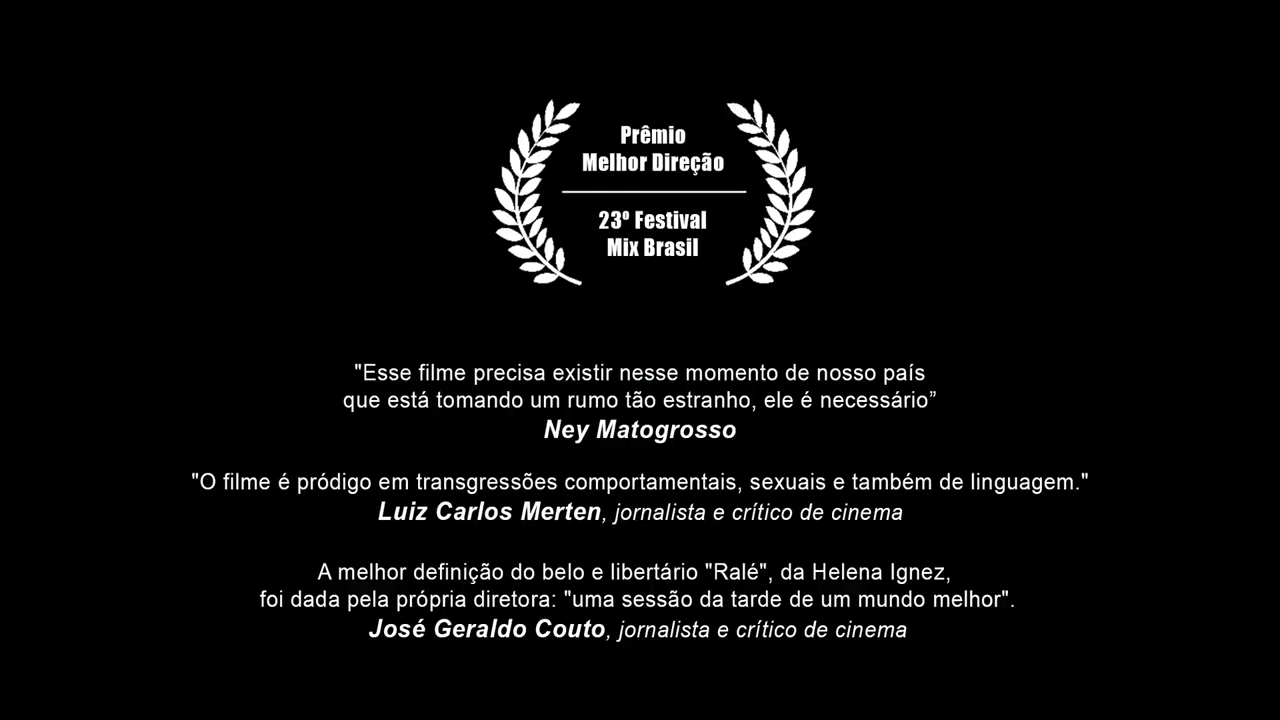 Prêmio
Melhor Direção
23º Festival
Mix Brasil
"Esse filme precisa existir nesse momento de nosso país
que está tomando um rumo tão estranho, ele é necessário”
Ney Matogrosso
"O filme é pródigo em transgressões comportamentais, sexuais e também de linguagem."
Luiz Carlos Merten, jornalista e crítico de cinema
A melhor definição do belo e libertário "Ralé", da Helena Ignez,
foi dada pela própria diretora: "uma sessão da tarde de um mundo melhor".
José Geraldo Couto, jornalista e crítico de cinema